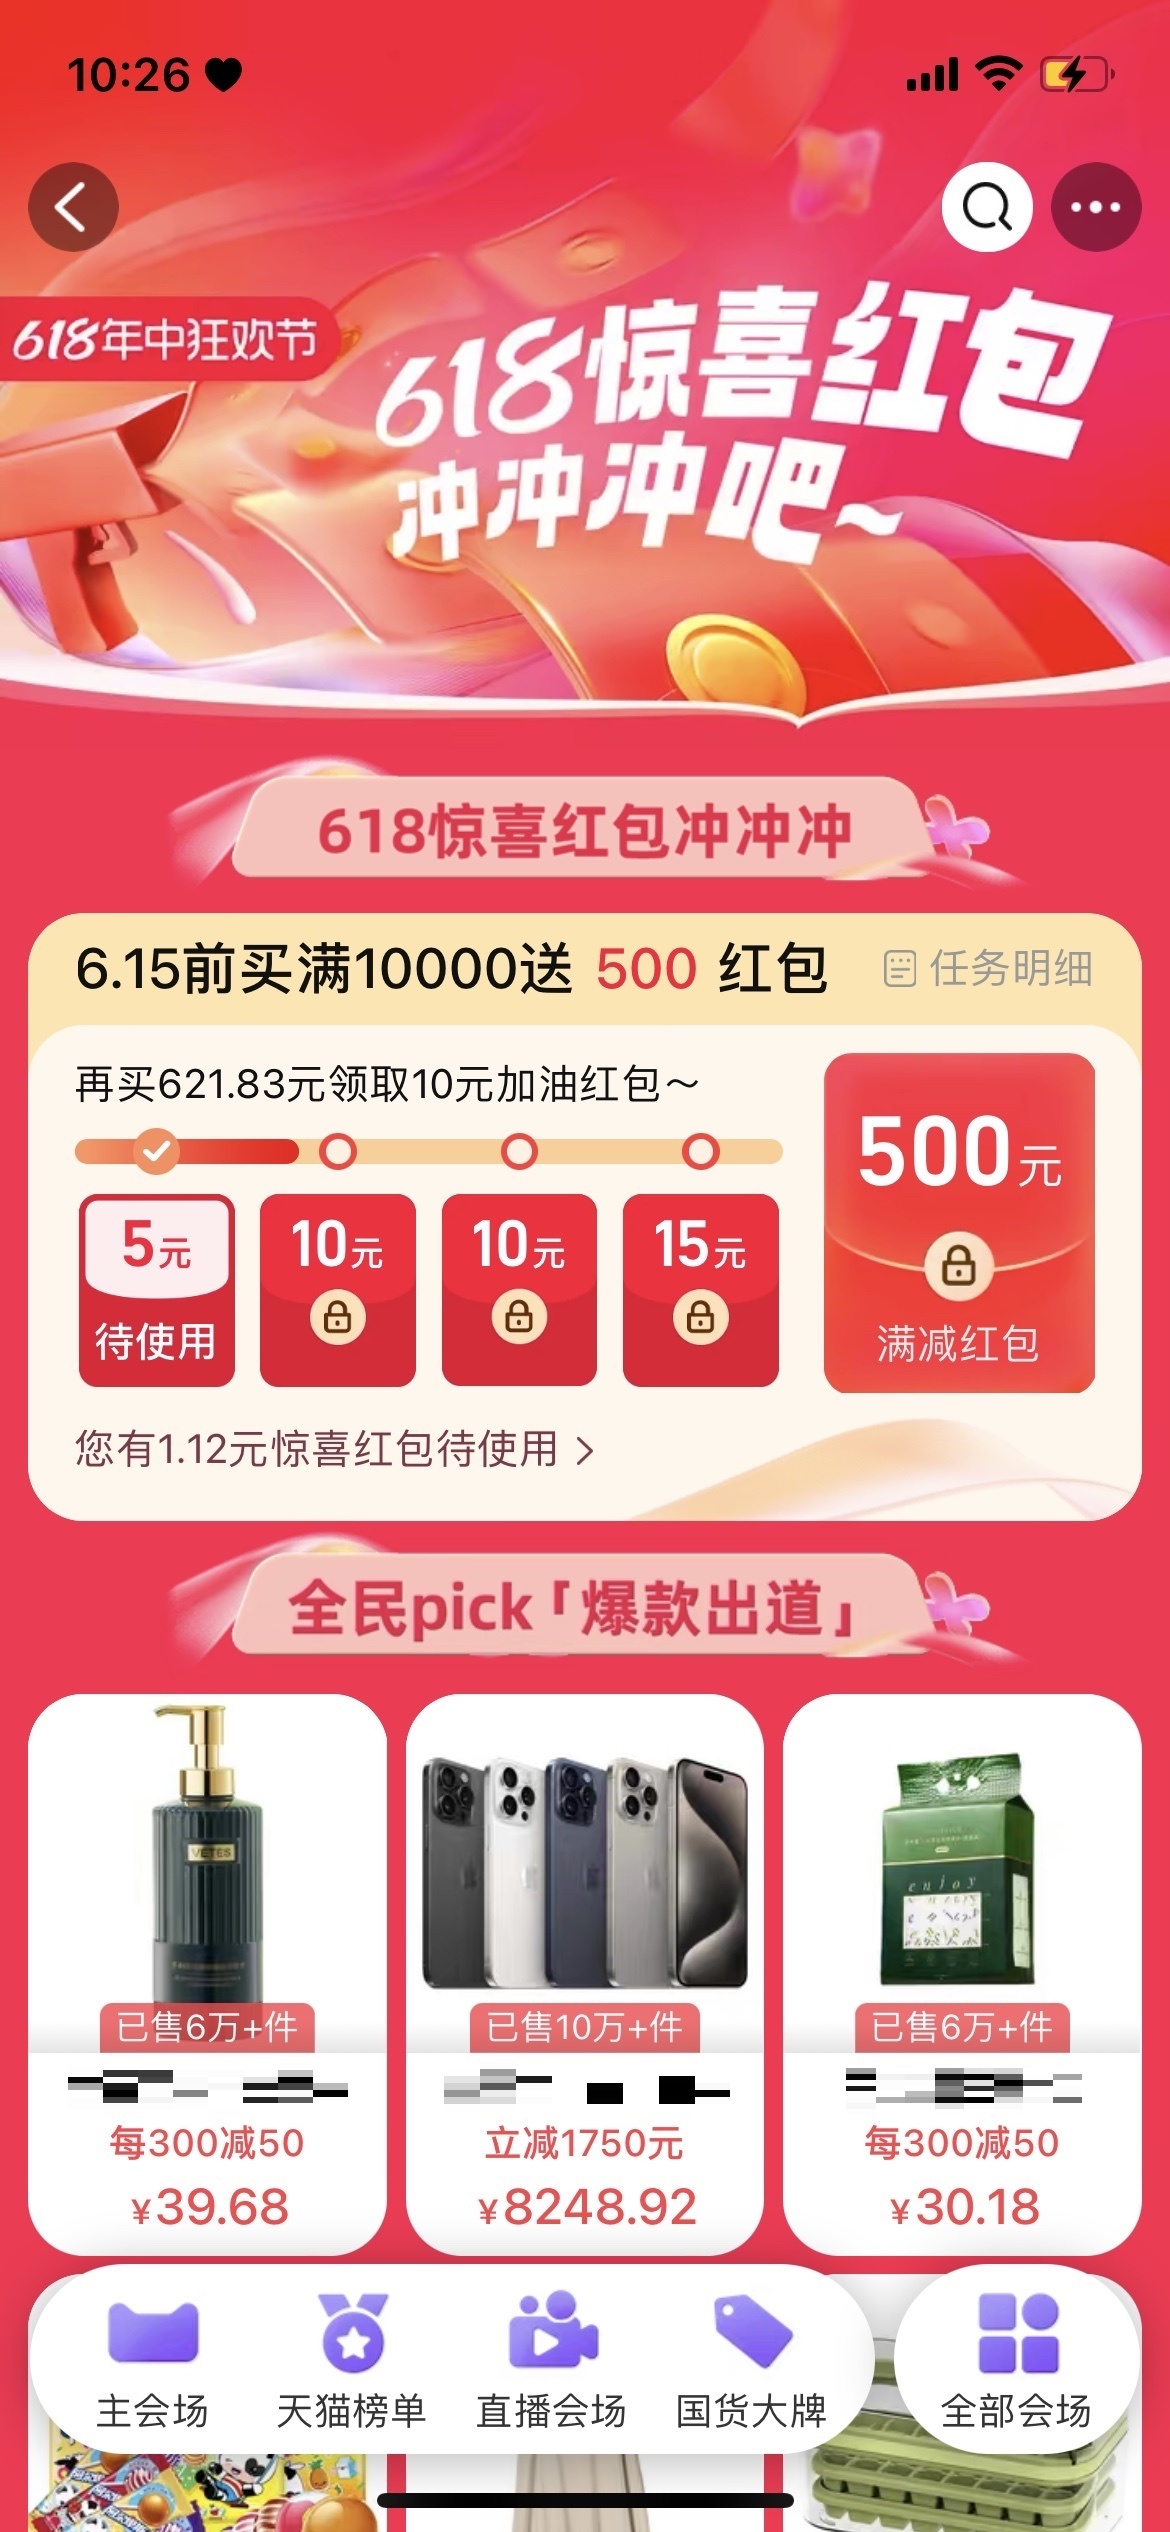 10:26
618年中狂欢节
618惊喜红包
冲冲冲吧~
618惊喜红包冲冲冲
6.15前买满10000送 500 红包
任务明细
再买621.83元领取10元加油红包～
5元
待使用
10元
10元
15元
500元
满减红包
您有1.12元惊喜红包待使用 >
全民pick「爆款出道」
VETES
enjoy
已售6万+件
已售10万+件
已售6万+件
每300减50
立减1750元
每300减50
¥39.68
¥8248.92
¥30.18
主会场
天猫榜单
直播会场
国货大牌
全部会场